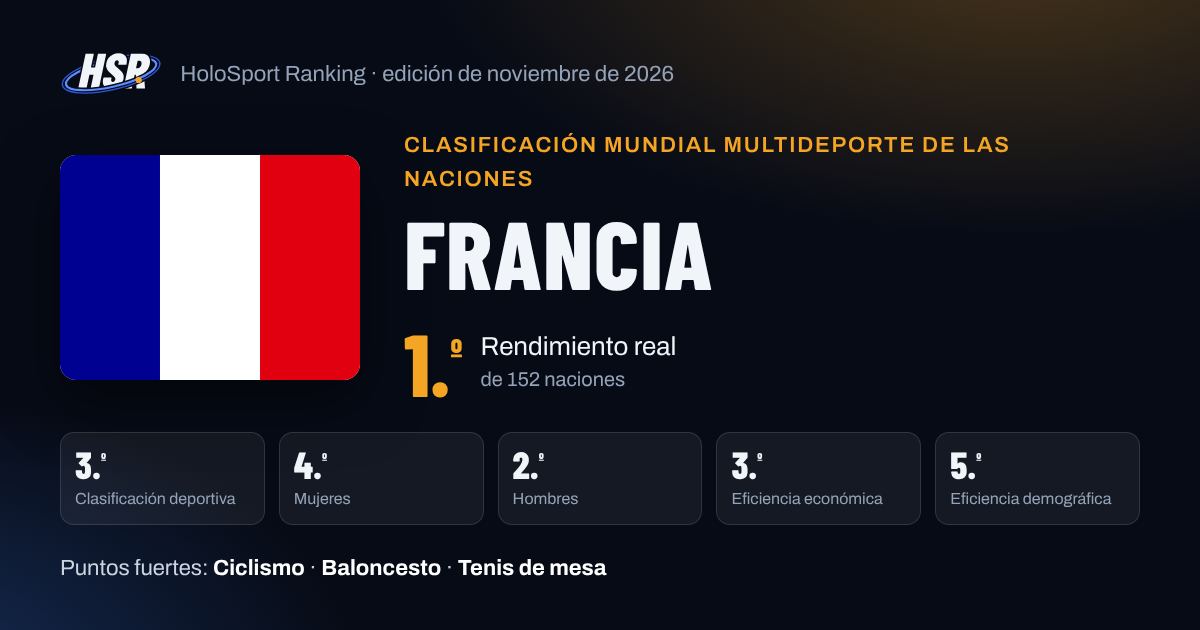 HSR
HoloSport Ranking · edición de noviembre de 2026
CLASIFICACIÓN MUNDIAL MULTIDEPORTE DE LAS
NACIONES
FRANCIA
1.º
Rendimiento real
de 152 naciones
3.º
Clasificación deportiva
4.º
Mujeres
2.º
Hombres
3.º
Eficiencia económica
5.º
Eficiencia demográfica
Puntos fuertes: Ciclismo · Baloncesto · Tenis de mesa